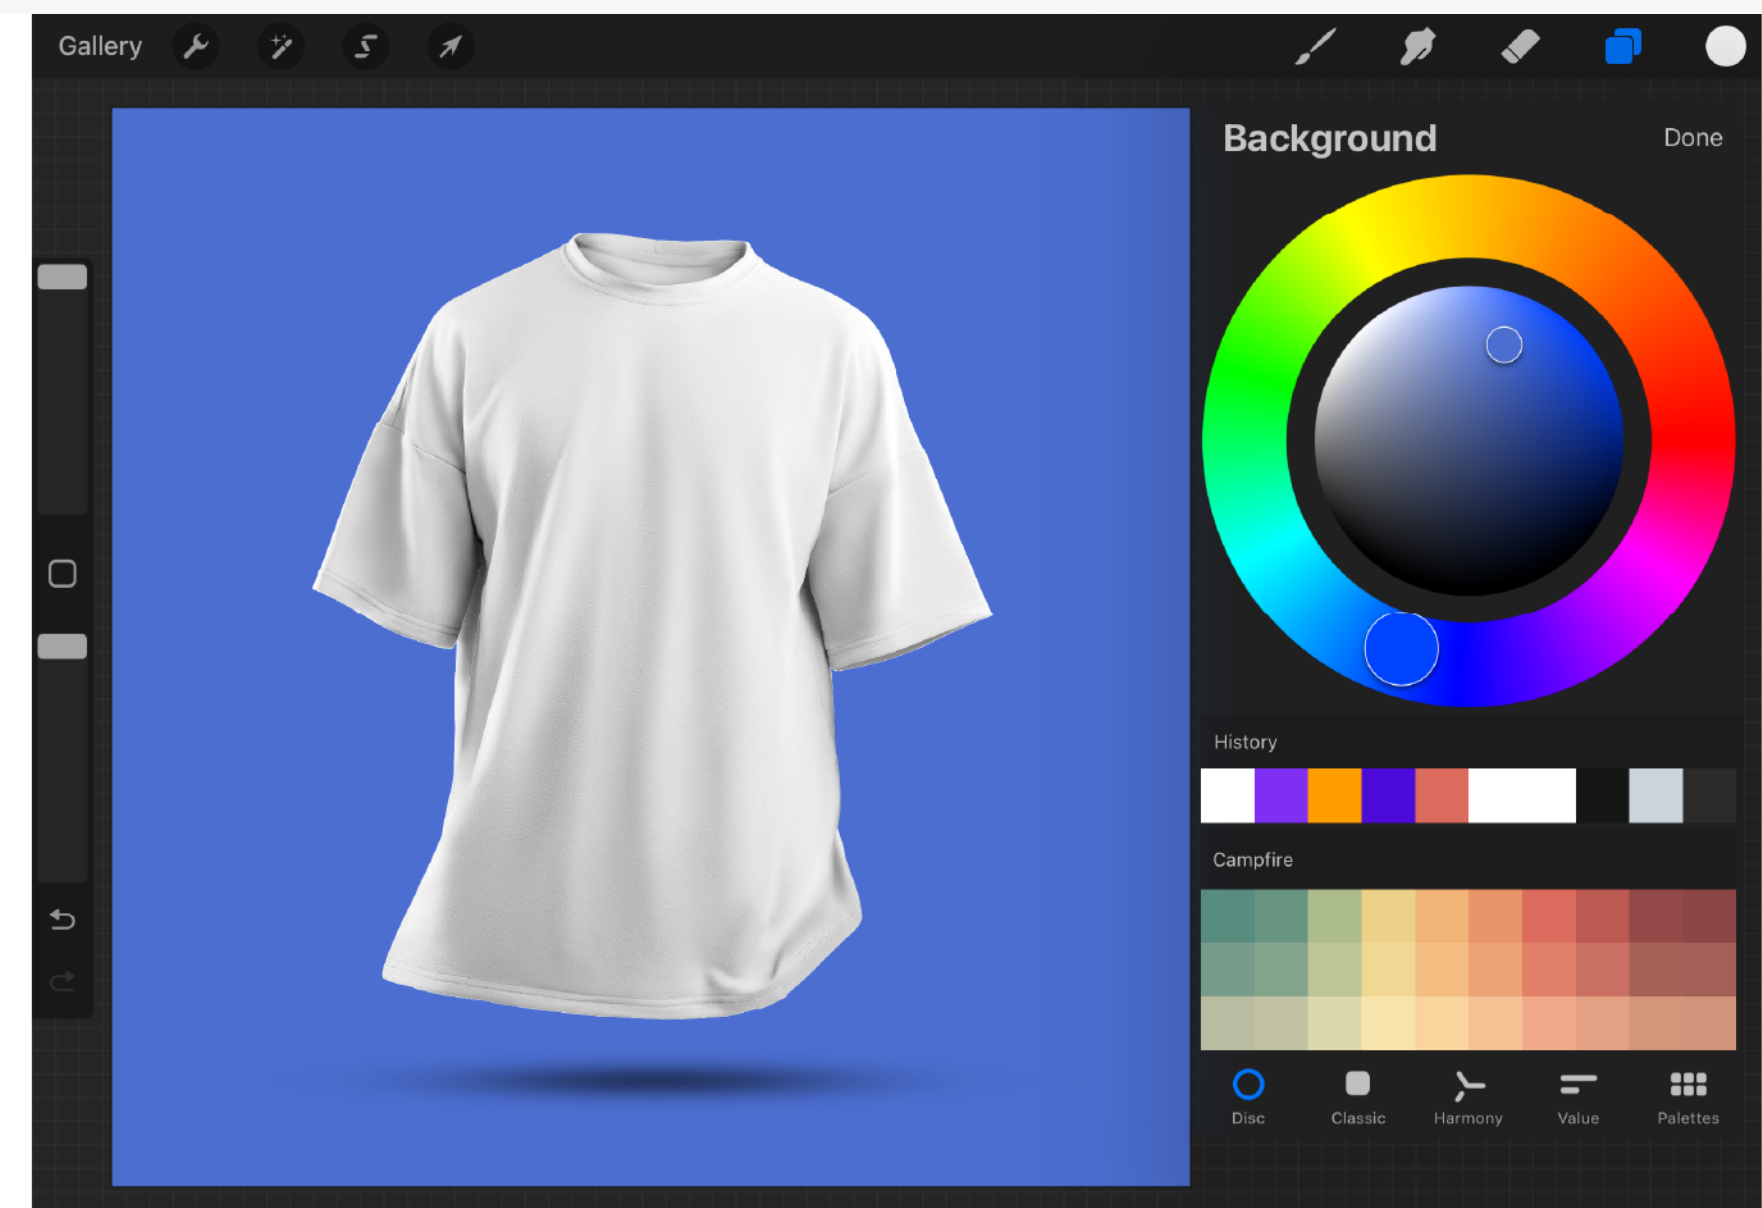 Gallery
Background
Done
History
Campfire
Disc
Classic
Harmony
Value
Palettes